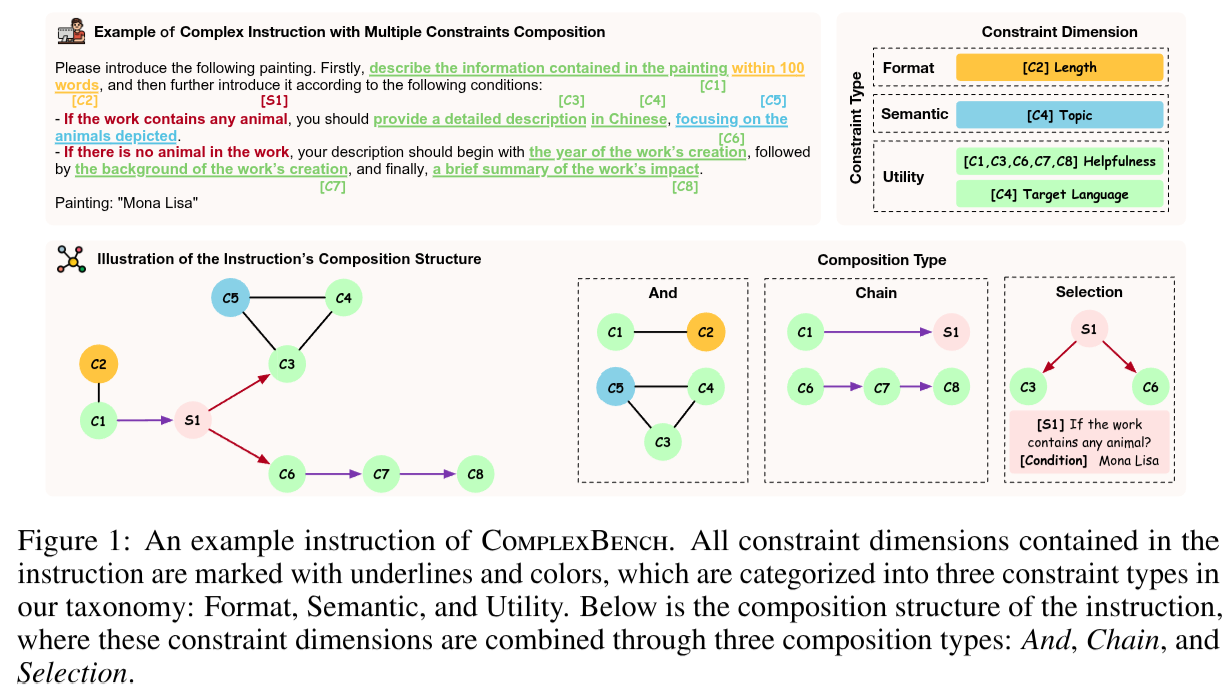 Example of Complex Instruction with Multiple Constraints Composition
Please introduce the following painting. Firstly, describe the information contained in the painting within 100
words, and then further introduce it according to the following conditions:
[C1]
[C2]
[S1]
[C3]
[C4]
[C5]
- If the work contains any animal, you should provide a detailed description in Chinese, focusing on the
animals depicted.
[C6]
- If there is no animal in the work, your description should begin with the year of the work's creation, followed
by the background of the work's creation, and finally, a brief summary of the work's impact.
[C7]
[C8]
Painting: "Mona Lisa"
Constraint Dimension
Constraint Type
Format
[C2] Length
Semantic
[C4] Topic
Utility
[C1,C3,C6,C7,C8] Helpfulness
[C4] Target Language
Illustration of the Instruction's Composition Structure
C5
C4
C2
C3
C1
S1
C6
C7
C8
Composition Type
And
C1
C2
C5
C4
C3
Chain
C1
S1
C6
C7
C8
Selection
S1
C3
C6
[S1] If the work
contains any animal?
[Condition] Mona Lisa
Figure 1: An example instruction of COMPLEXBENCH. All constraint dimensions contained in the
instruction are marked with underlines and colors, which are categorized into three constraint types in
our taxonomy: Format, Semantic, and Utility. Below is the composition structure of the instruction,
where these constraint dimensions are combined through three composition types: And, Chain, and
Selection.